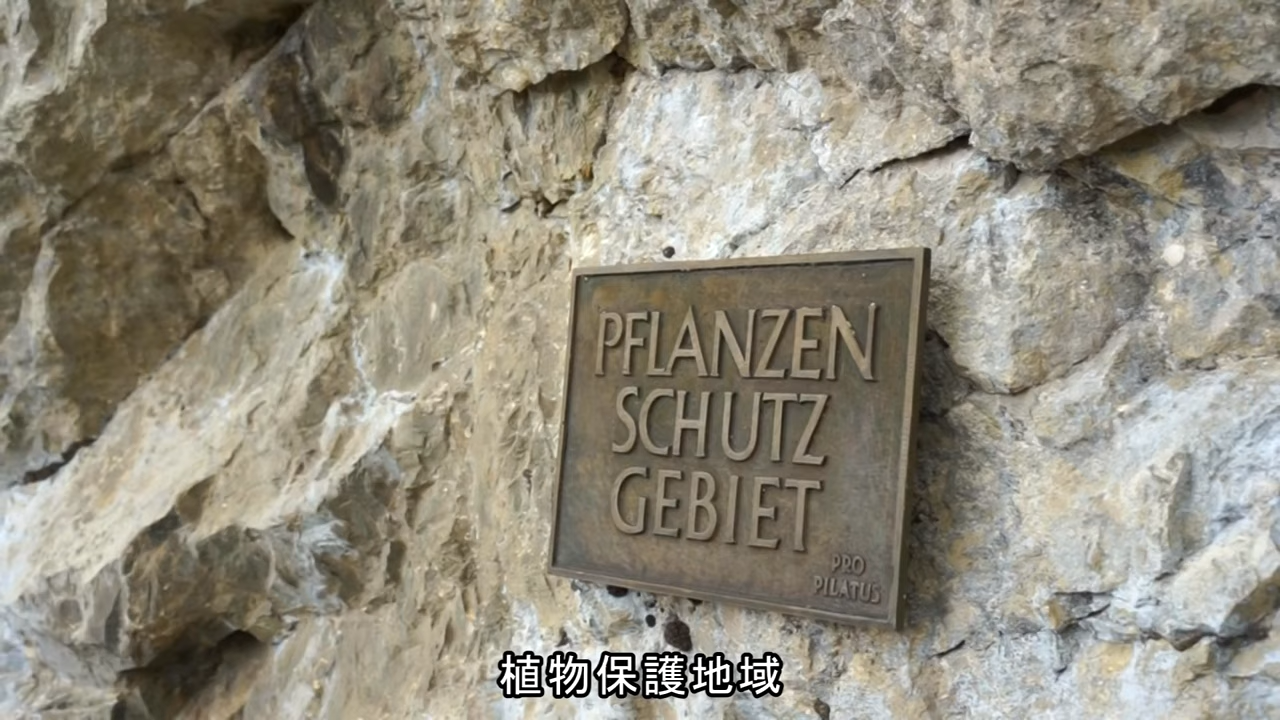 PFLANZEN
SCHUTZ
GEBIET
PRO
PILATUS
植物保護地域